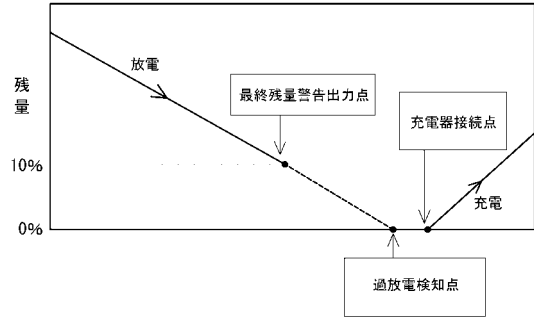 放電
最終残量警告出力点
残
量
充電器接続点
10%
充電
0%
過放電検知点